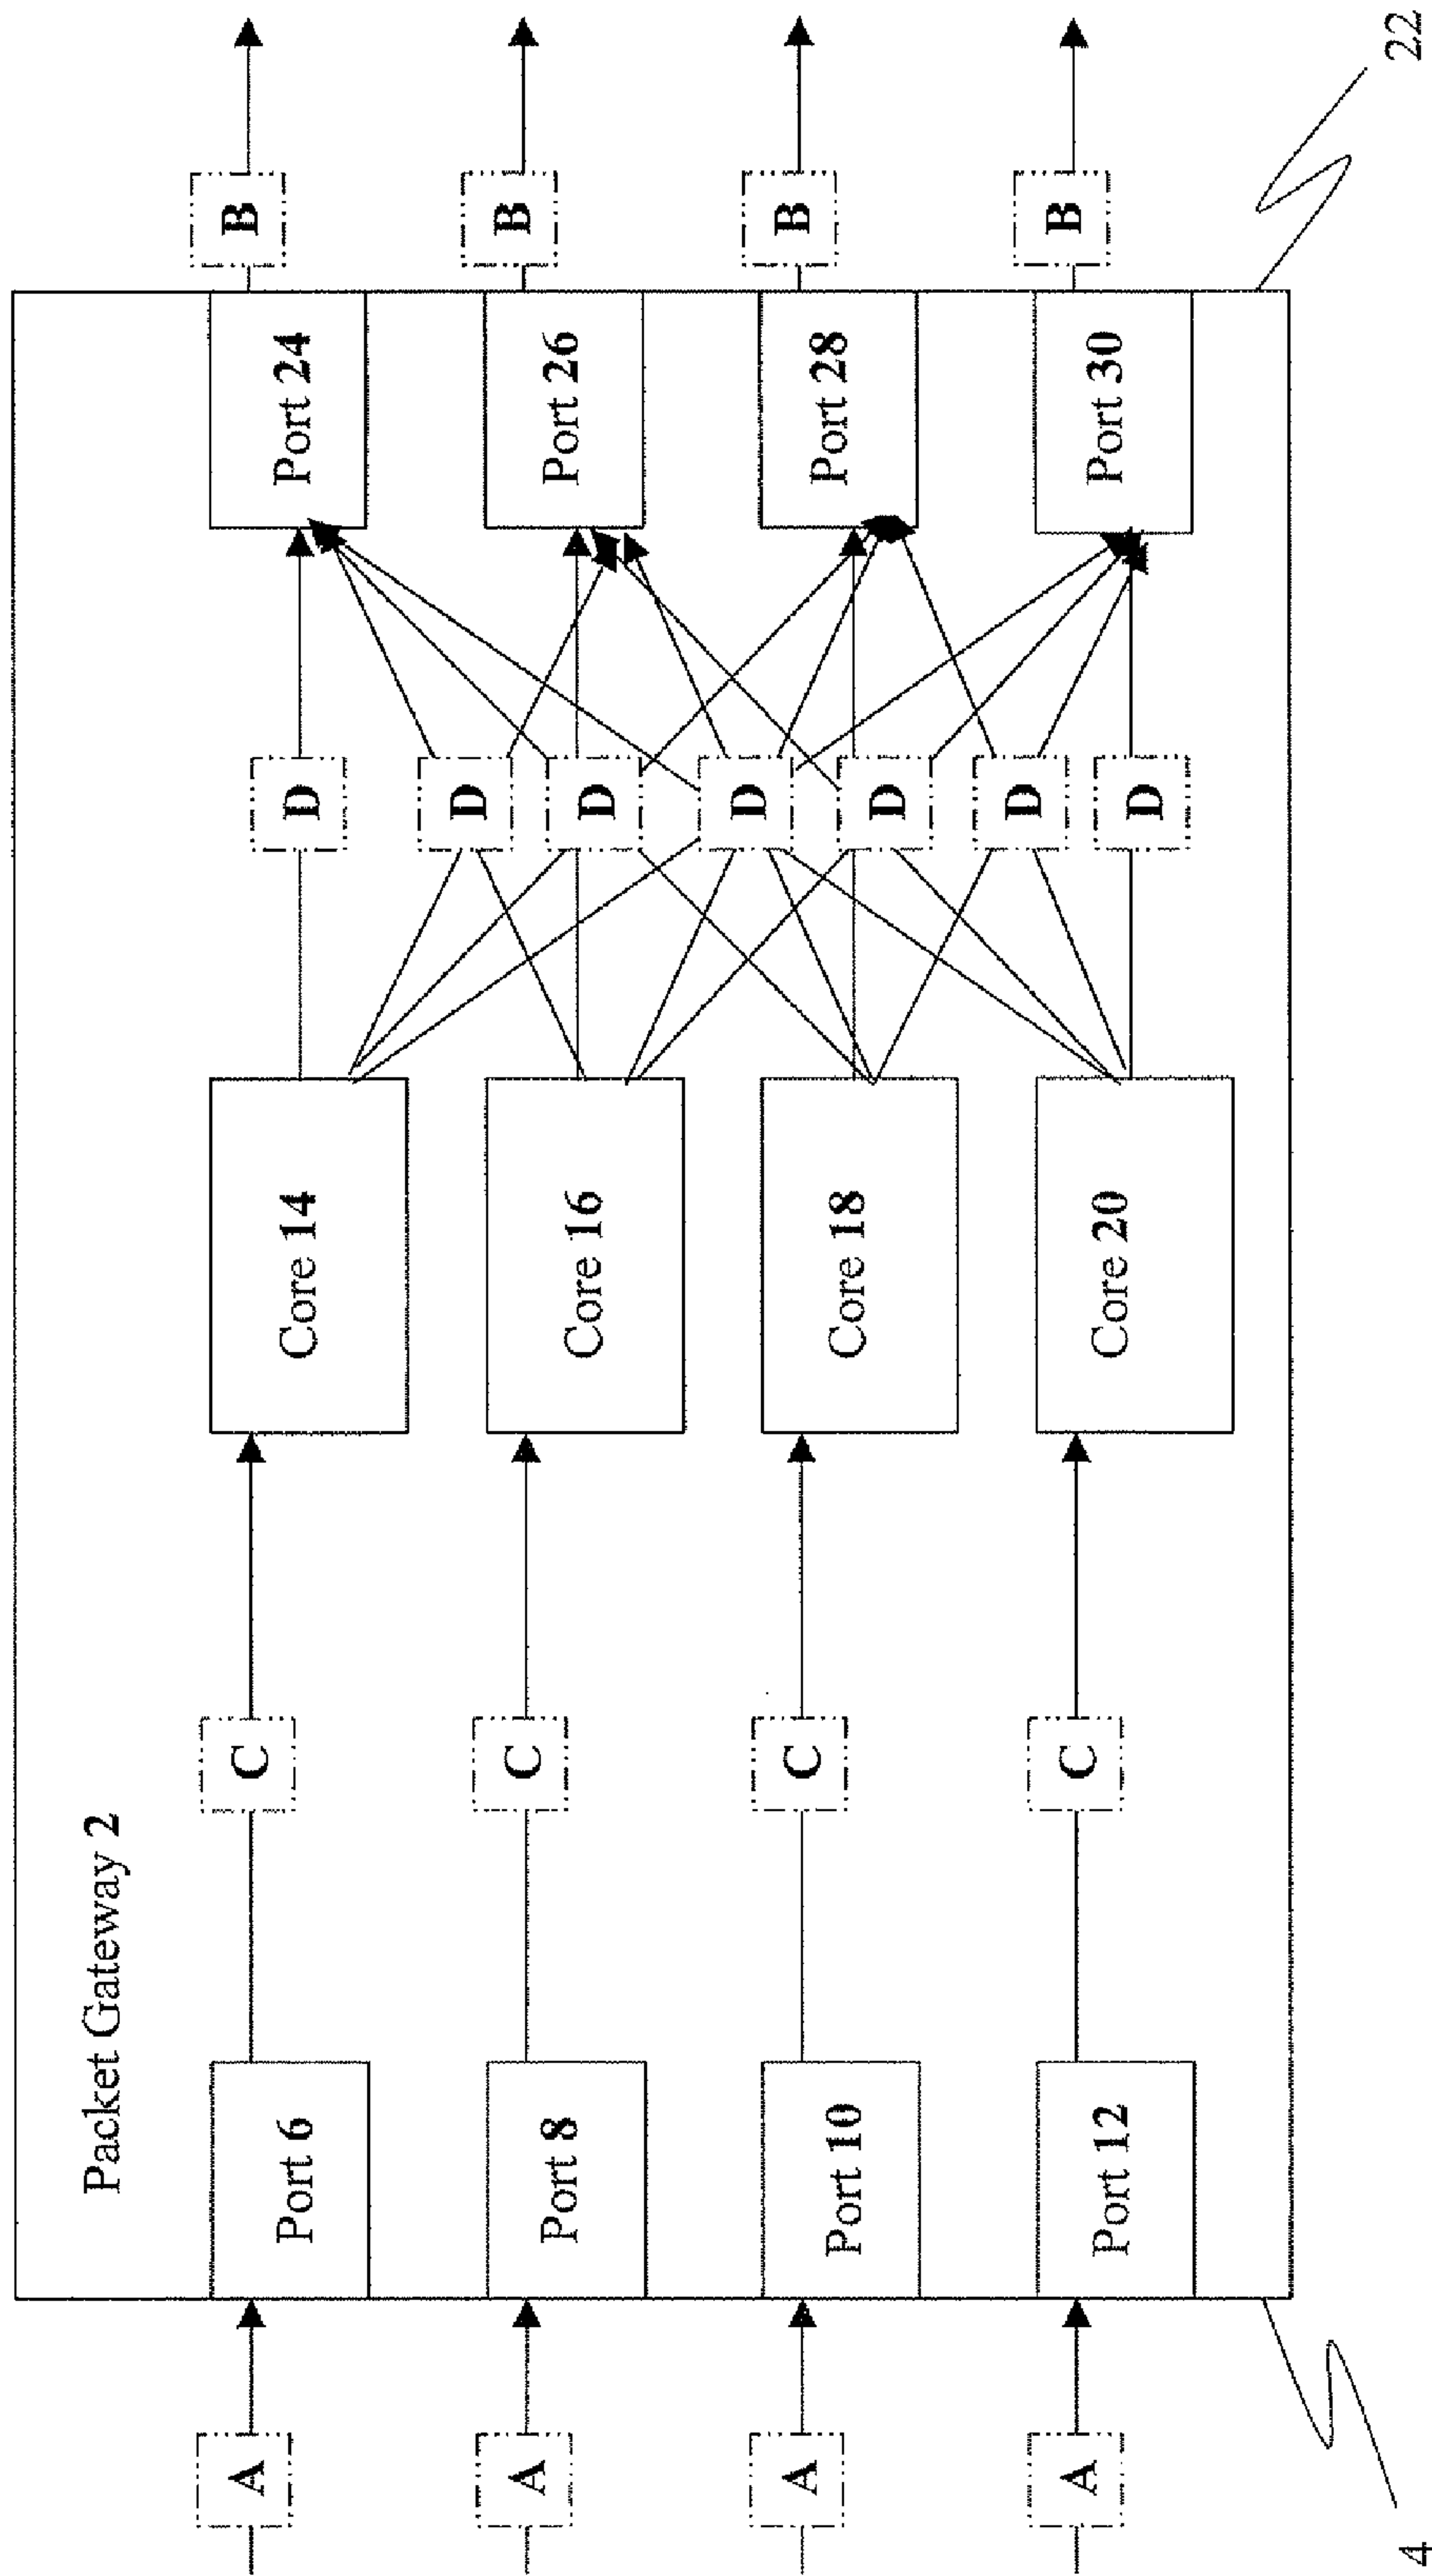 Packet Gateway 2
A
Port 6
C
Core 14
D
Port 24
B
D
A
Port 8
C
Core 16
D
Port 26
B
D
A
Port 10
C
Core 18
D
Port 28
B
D
A
Port 12
C
Core 20
D
Port 30
B
4
22